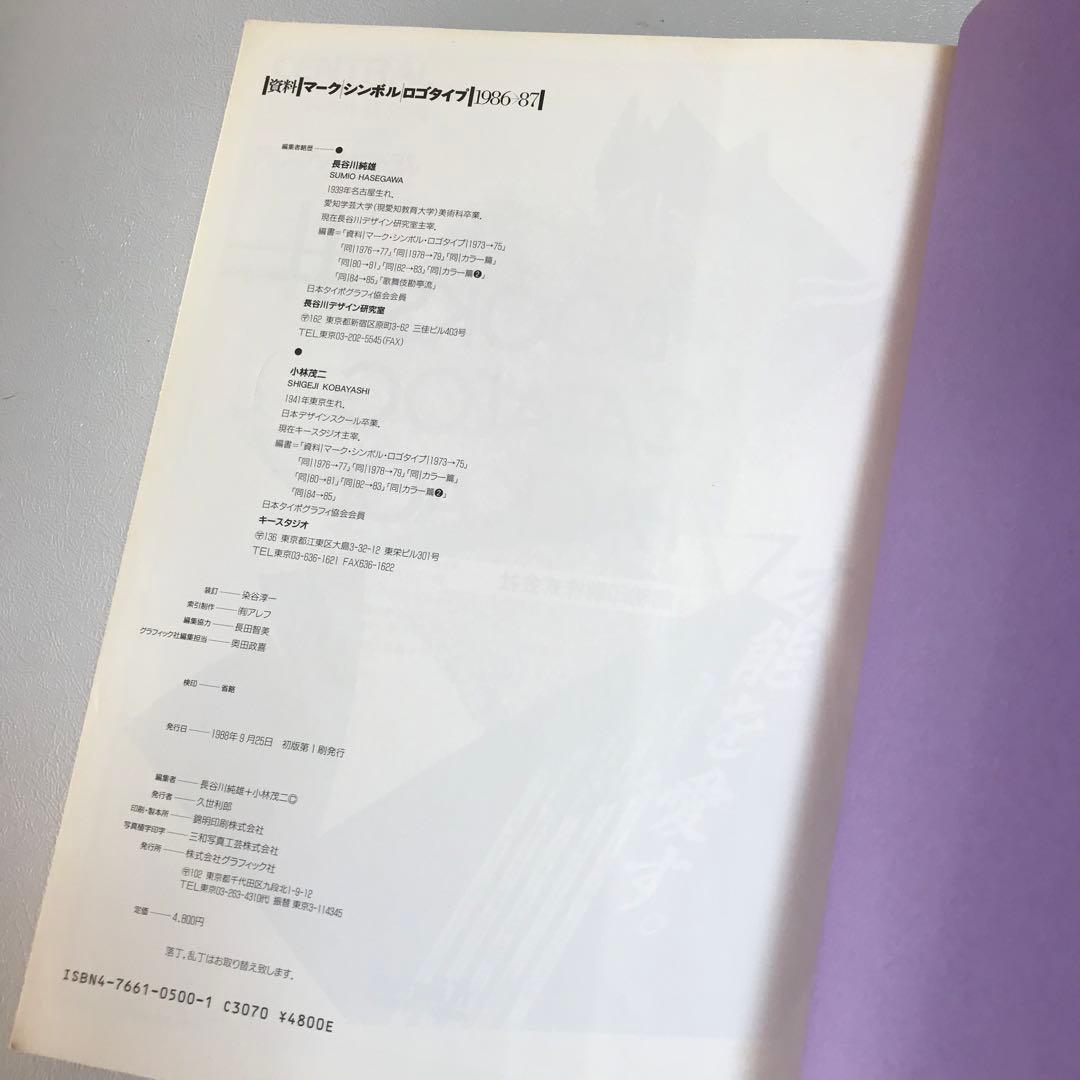 資料|マーク|シンボル|ロゴタイプ|1986→87
編集者略歴——●
長谷川純雄
SUMIO HASEGAWA
1939年名古屋生れ.
愛知学芸大学(現愛知教育大学)美術科卒業.
現在長谷川デザイン研究室主宰.
編書=「資料|マーク・シンボル・ロゴタイプ|1973→75」
「同|1976→77」「同|1978→79」「同|カラー篇」
「同|80→81」「同|82→83」「同|カラー篇❷」
「同|84→85」「歌舞伎勘亭流」
日本タイポグラフィ協会会員
長谷川デザイン研究室
〒162 東京都新宿区原町3-62 三佳ビル403号
TEL東京03-202-5545(FAX)
●
小林茂二
SHIGEJI KOBAYASHI
1941年東京生れ.
日本デザインスクール卒業.
現在キースタジオ主宰.
編書=「資料|マーク・シンボル・ロゴタイプ|1973→75」
「同|1976→77」「同|1978→79」「同|カラー篇」
「同|80→81」「同|82→83」「同|カラー篇❷」
「同|84→85」
日本タイポグラフィ協会会員
キースタジオ
〒136 東京都江東区大島3-32-12 東栄ビル301号
TEL東京03-636-1621 FAX636-1622
装訂——染谷淳一
索引制作——㈲アレフ
編集協力——長田智美
グラフィック社編集担当——奥田政喜
検印——省略
発行日——1988年9月25日 初版第1刷発行
編集者——長谷川純雄+小林茂二©
発行者——久世利郎
印刷・製本所——錦明印刷株式会社
写真植字印字——三和写真工芸株式会社
発行所——株式会社グラフィック社
〒102 東京都千代田区九段北1-9-12
TEL東京03-263-4310代 振替 東京3-114345
定価——4,800円
落丁,乱丁はお取り替え致します.
ISBN4-7661-0500-1 C3070 ¥4800E